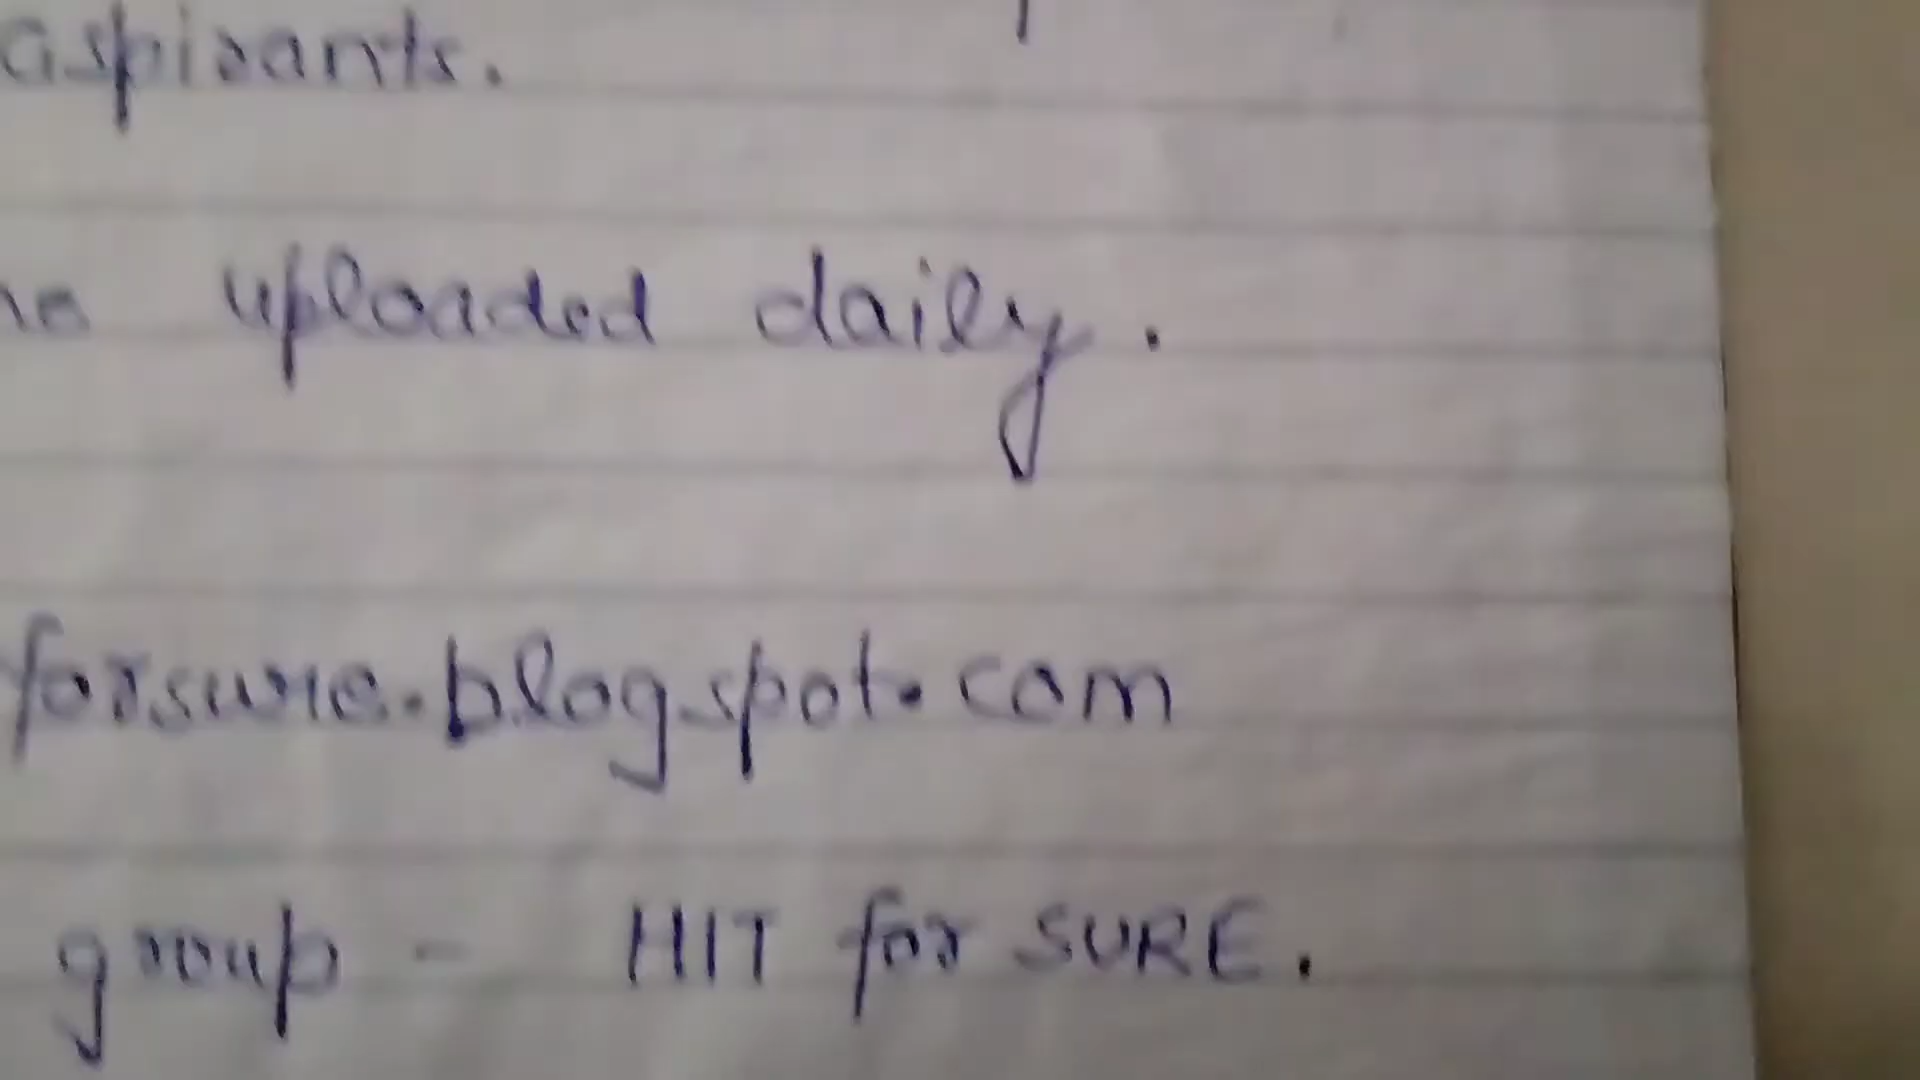 aspirants.
uploaded daily.
forsure.blogspot.com
group - HIT for SURE.